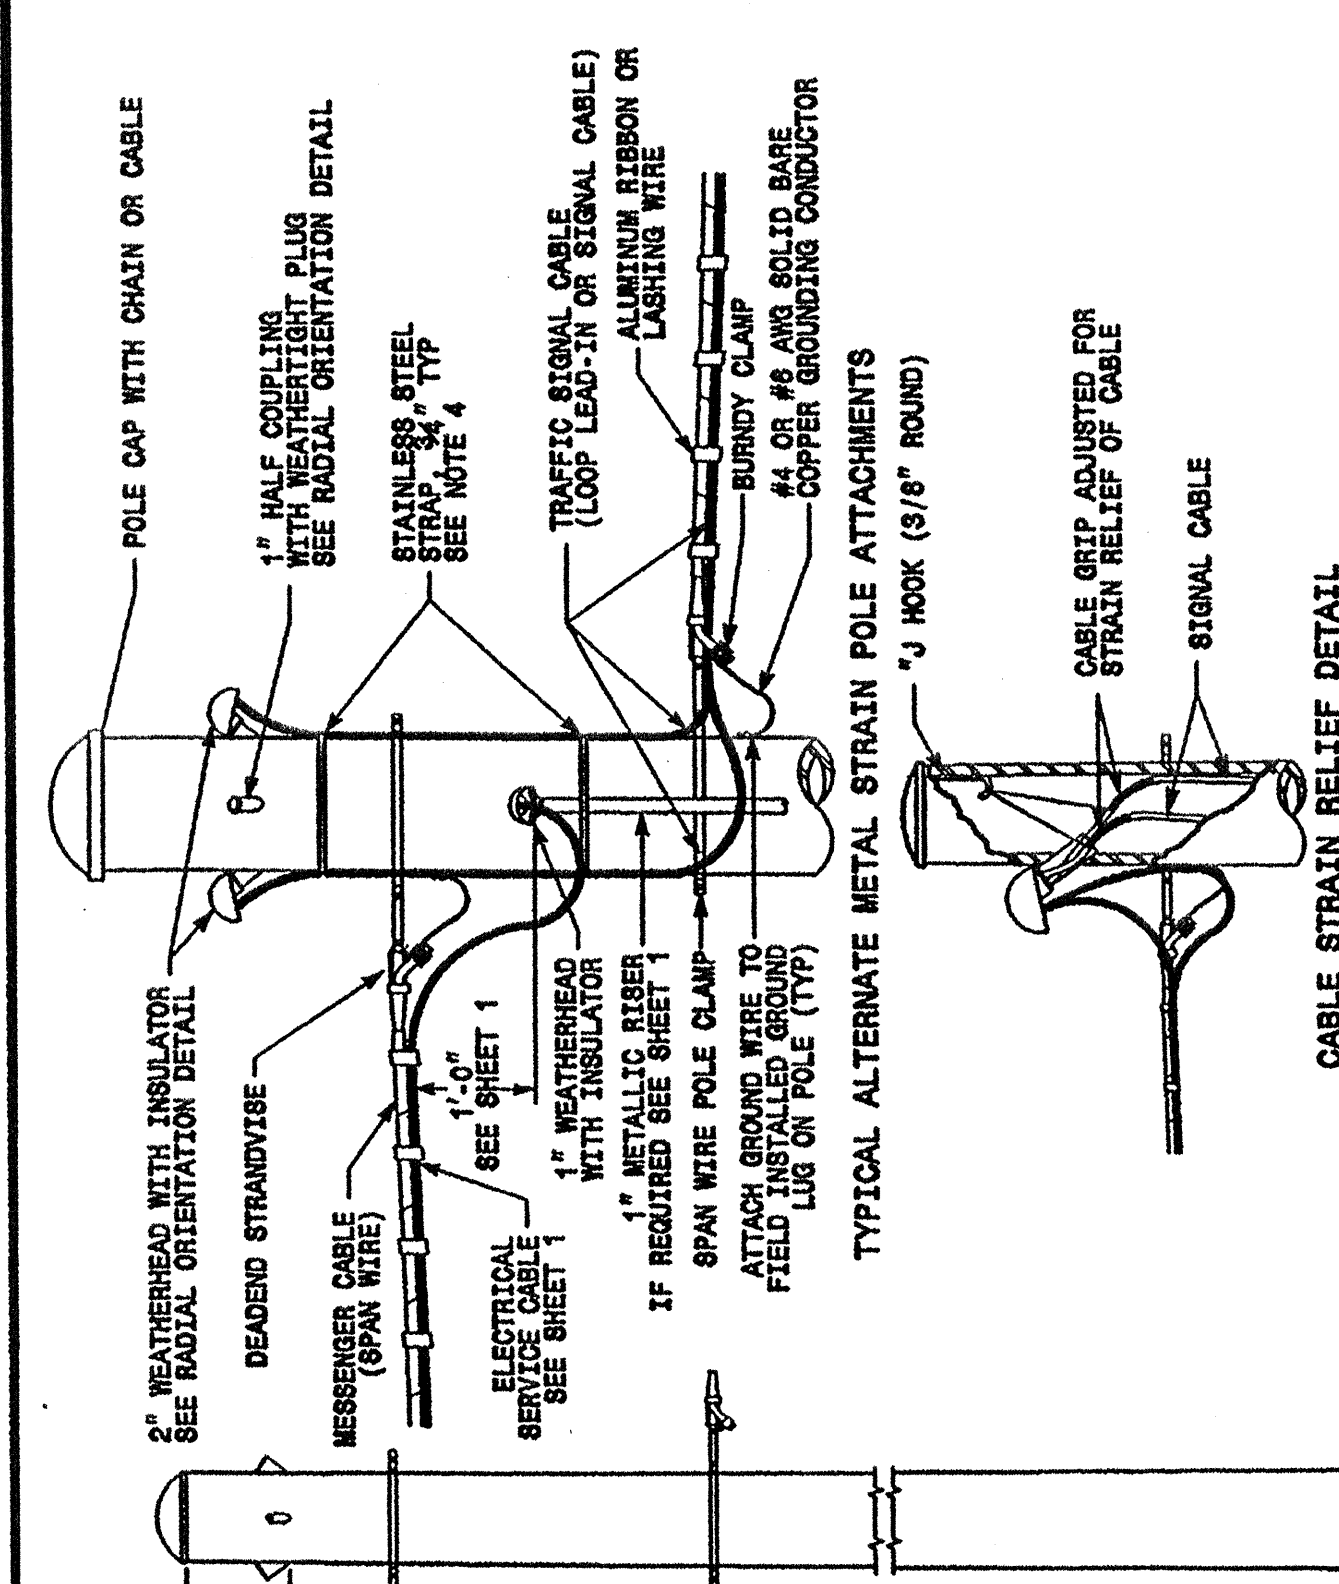 POLE CAP WITH CHAIN OR CABLE
1" HALF COUPLING
WITH WEATHERTIGHT PLUG
SEE RADIAL ORIENTATION DETAIL
STAINLESS STEEL
STRAP, 3/4" TYP
SEE NOTE 4
TRAFFIC SIGNAL CABLE
(LOOP LEAD-IN OR SIGNAL CABLE)
ALUMINUM RIBBON OR
LASHING WIRE
BURNDY CLAMP
#4 OR #6 AWG SOLID BARE
COPPER GROUNDING CONDUCTOR
2" WEATHERHEAD WITH INSULATOR
SEE RADIAL ORIENTATION DETAIL
DEADEND STRANDVISE
MESSENGER CABLE
(SPAN WIRE)
1'-0"
SEE SHEET 1
ELECTRICAL
SERVICE CABLE
SEE SHEET 1
1" WEATHERHEAD
WITH INSULATOR
1" METALLIC RISER
IF REQUIRED SEE SHEET 1
SPAN WIRE POLE CLAMP
ATTACH GROUND WIRE TO
FIELD INSTALLED GROUND
LUG ON POLE (TYP)
TYPICAL ALTERNATE METAL STRAIN POLE ATTACHMENTS
"J HOOK (3/8" ROUND)
CABLE GRIP ADJUSTED FOR
STRAIN RELIEF OF CABLE
SIGNAL CABLE
CABLE STRAIN RELIEF DETAIL